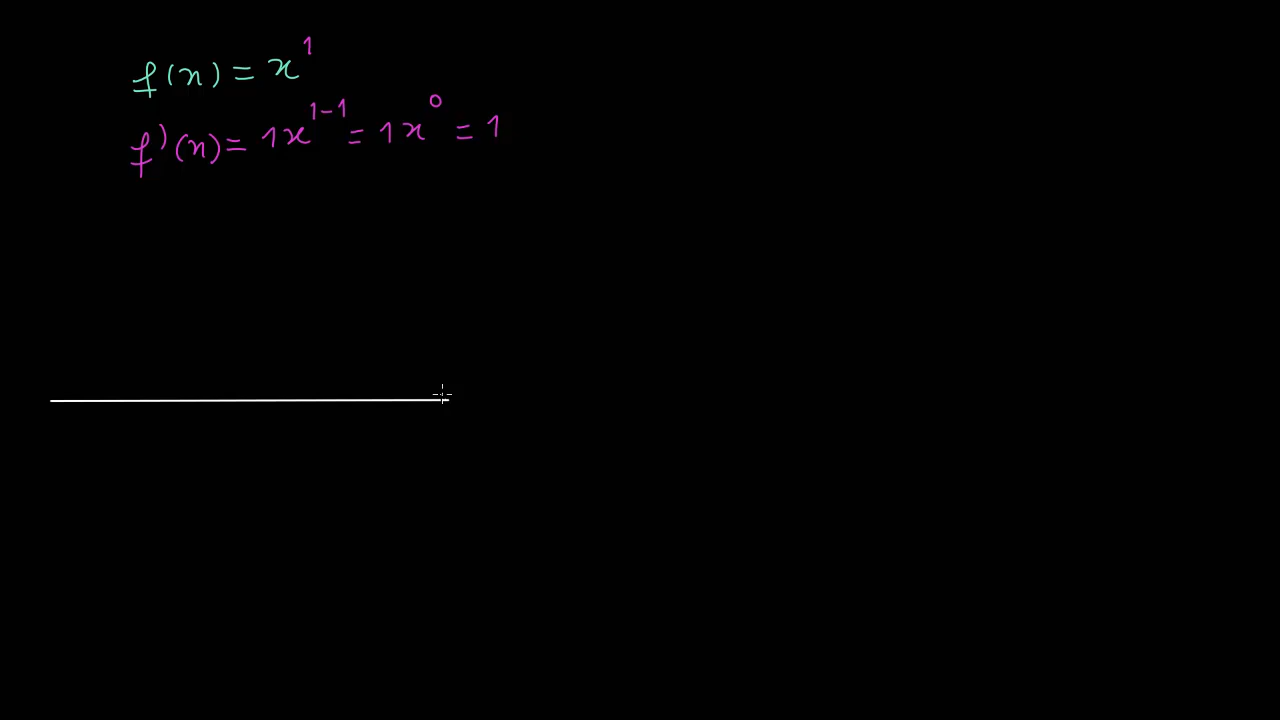 f(x) = x^1
f'(x) = 1x^{1-1} = 1x^0 = 1